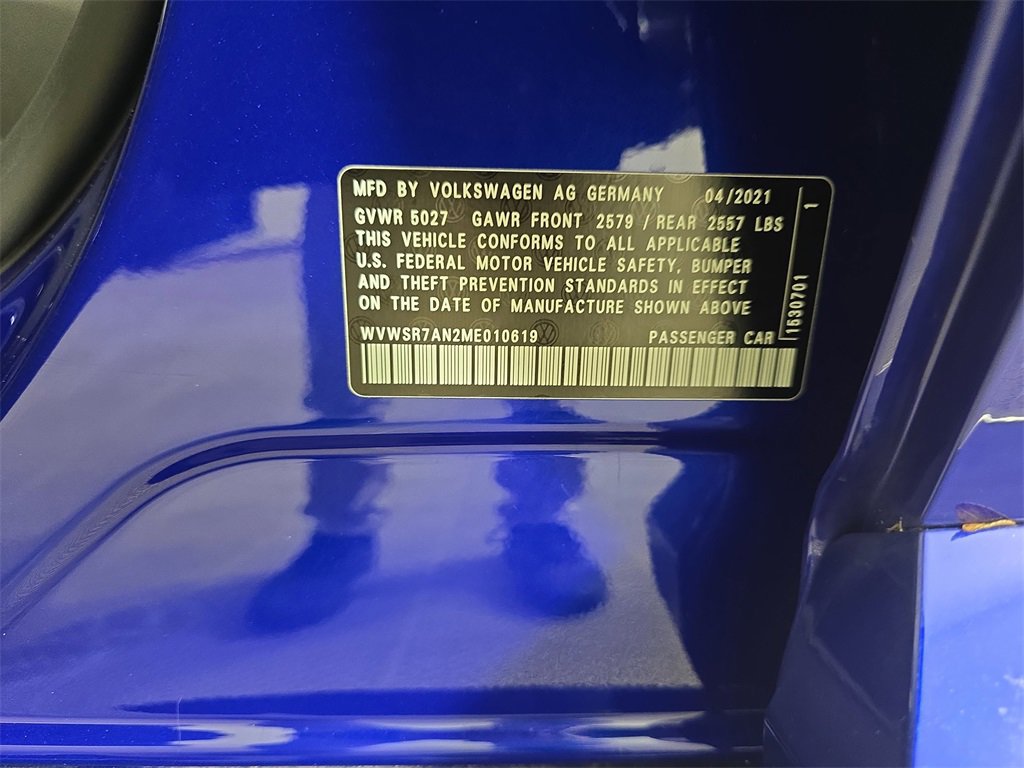 MFD BY VOLKSWAGEN AG GERMANY 04/2021
GVWR 5027 GAWR FRONT 2579 / REAR 2557 LBS
THIS VEHICLE CONFORMS TO ALL APPLICABLE
U.S. FEDERAL MOTOR VEHICLE SAFETY, BUMPER
AND THEFT PREVENTION STANDARDS IN EFFECT
ON THE DATE OF MANUFACTURE SHOWN ABOVE
WVWSR7AN2ME010619 PASSENGER CAR
1530701 1